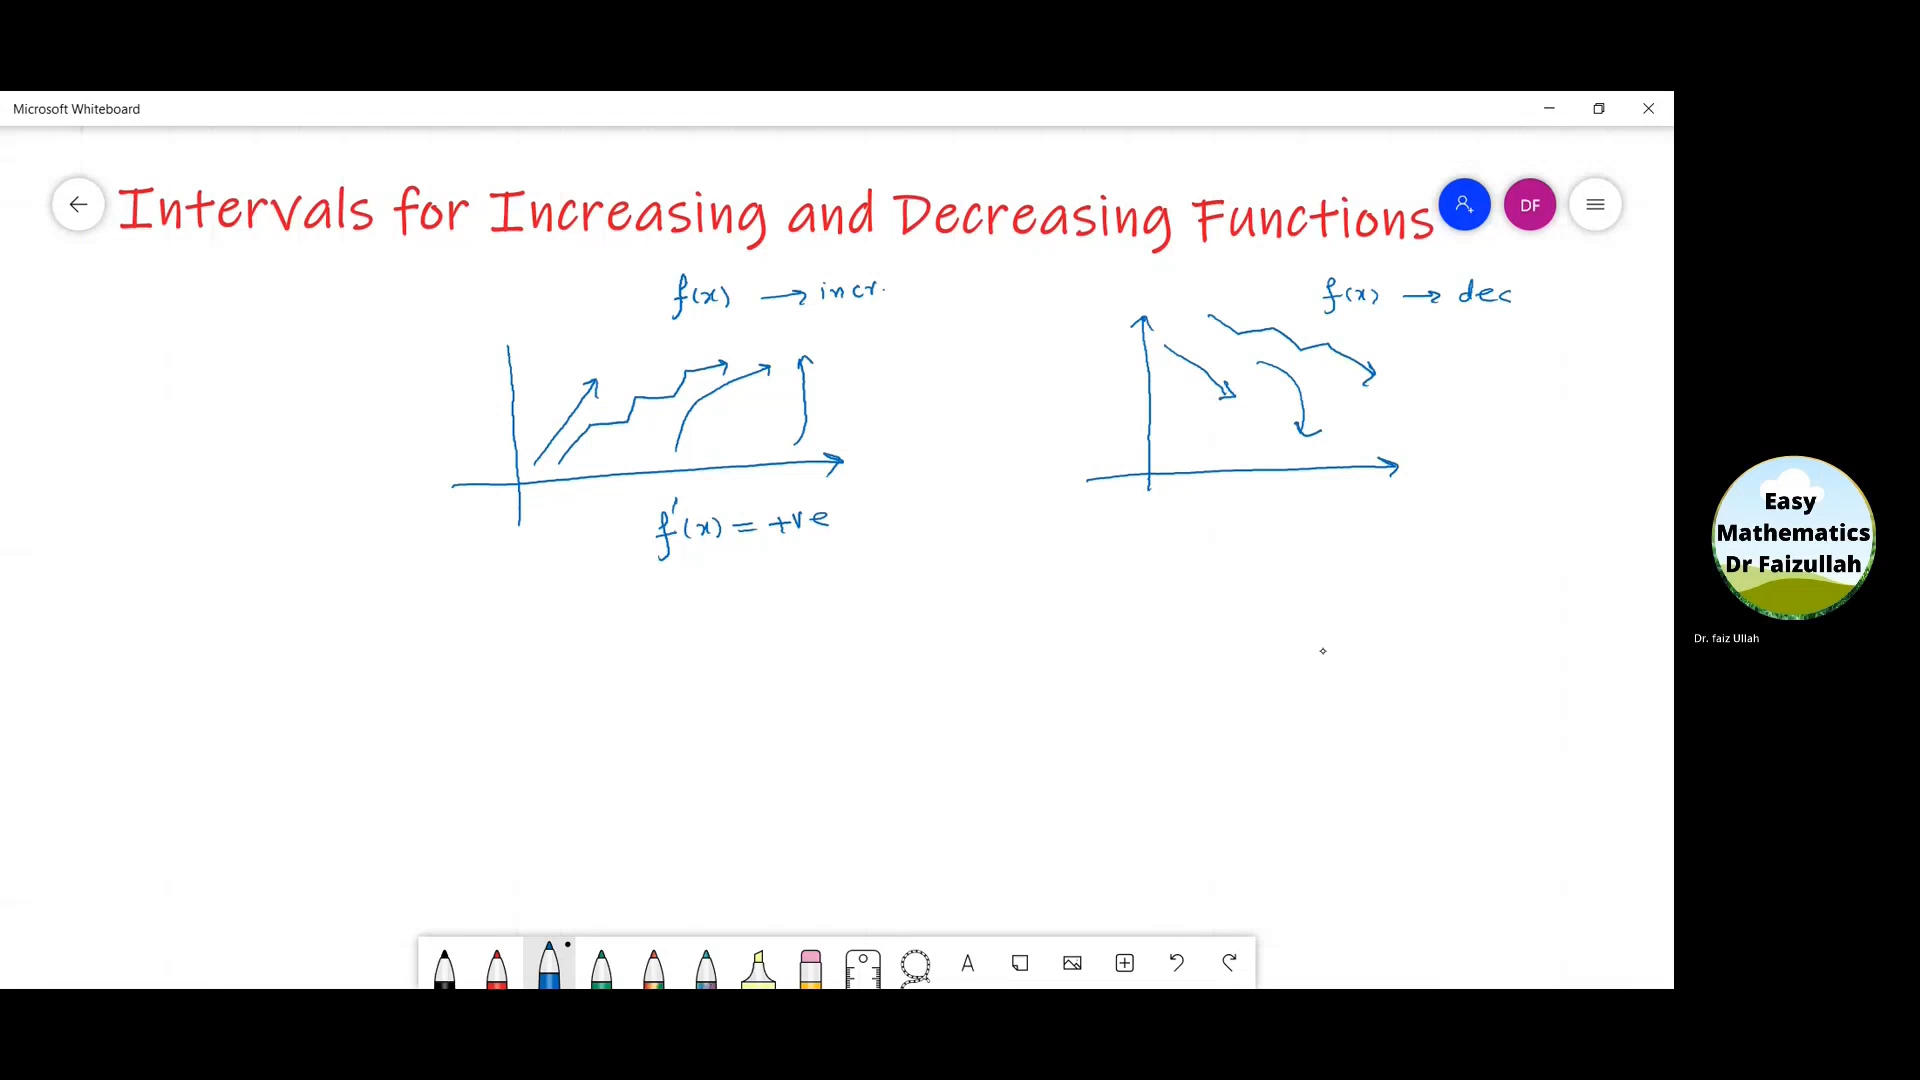 Microsoft Whiteboard
Intervals for Increasing and Decreasing Functions
DF
f(x) → incr.
f(x) → dec
f'(x) = +ve
Easy
Mathematics
Dr Faizullah
Dr. faiz Ullah
A